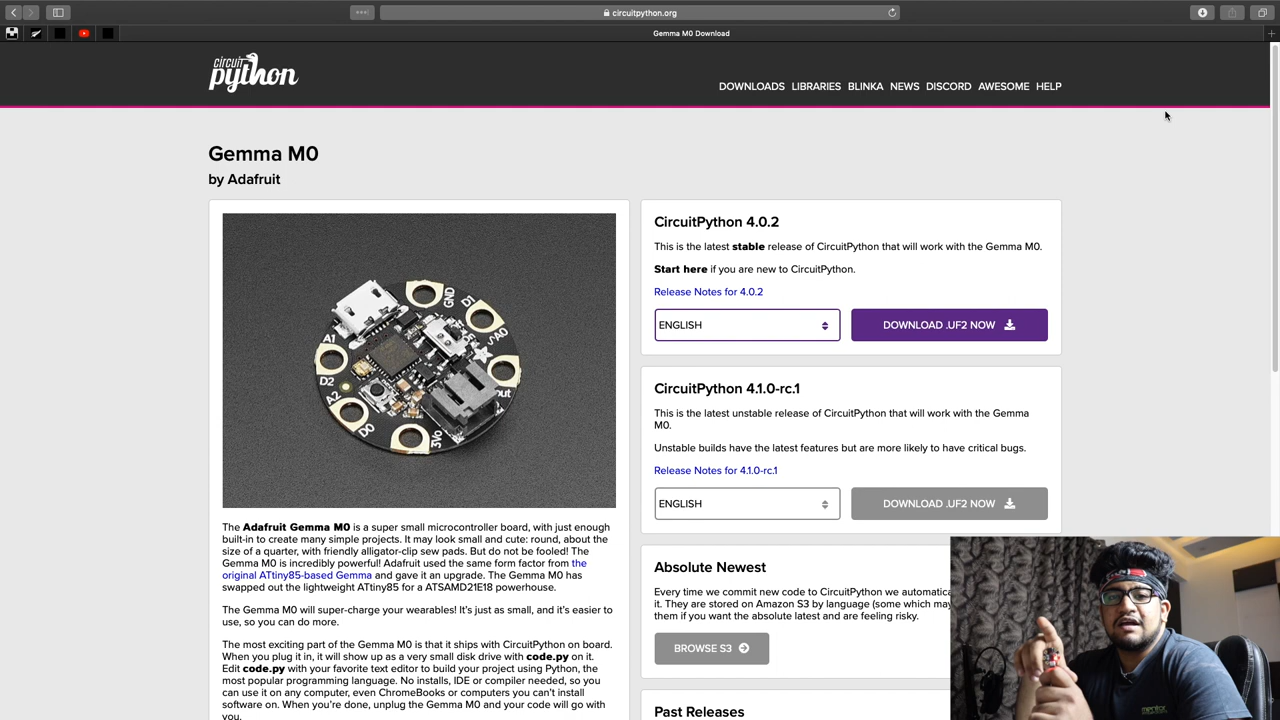 circuitpython.org
Gemma M0 Download
circuit
python
DOWNLOADS LIBRARIES BLINKA NEWS DISCORD AWESOME HELP
Gemma M0
by Adafruit
GND
D1
A0
A1
D2
A2
D0
3Vo
out
The Adafruit Gemma M0 is a super small microcontroller board, with just enough
built-in to create many simple projects. It may look small and cute: round, about the
size of a quarter, with friendly alligator-clip sew pads. But do not be fooled! The
Gemma M0 is incredibly powerful! Adafruit used the same form factor from the
original ATtiny85-based Gemma and gave it an upgrade. The Gemma M0 has
swapped out the lightweight ATtiny85 for a ATSAMD21E18 powerhouse.
The Gemma M0 will super-charge your wearables! It's just as small, and it's easier to
use, so you can do more.
The most exciting part of the Gemma M0 is that it ships with CircuitPython on board.
When you plug it in, it will show up as a very small disk drive with code.py on it.
Edit code.py with your favorite text editor to build your project using Python, the
most popular programming language. No installs, IDE or compiler needed, so you
can use it on any computer, even ChromeBooks or computers you can't install
software on. When you're done, unplug the Gemma M0 and your code will go with
you.
CircuitPython 4.0.2
This is the latest stable release of CircuitPython that will work with the Gemma M0.
Start here if you are new to CircuitPython.
Release Notes for 4.0.2
ENGLISH
DOWNLOAD .UF2 NOW
CircuitPython 4.1.0-rc.1
This is the latest unstable release of CircuitPython that will work with the Gemma
M0.
Unstable builds have the latest features but are more likely to have critical bugs.
Release Notes for 4.1.0-rc.1
ENGLISH
DOWNLOAD .UF2 NOW
Absolute Newest
Every time we commit new code to CircuitPython we automatica
it. They are stored on Amazon S3 by language (some which may
them if you want the absolute latest and are feeling risky.
BROWSE S3
Past Releases
mentor